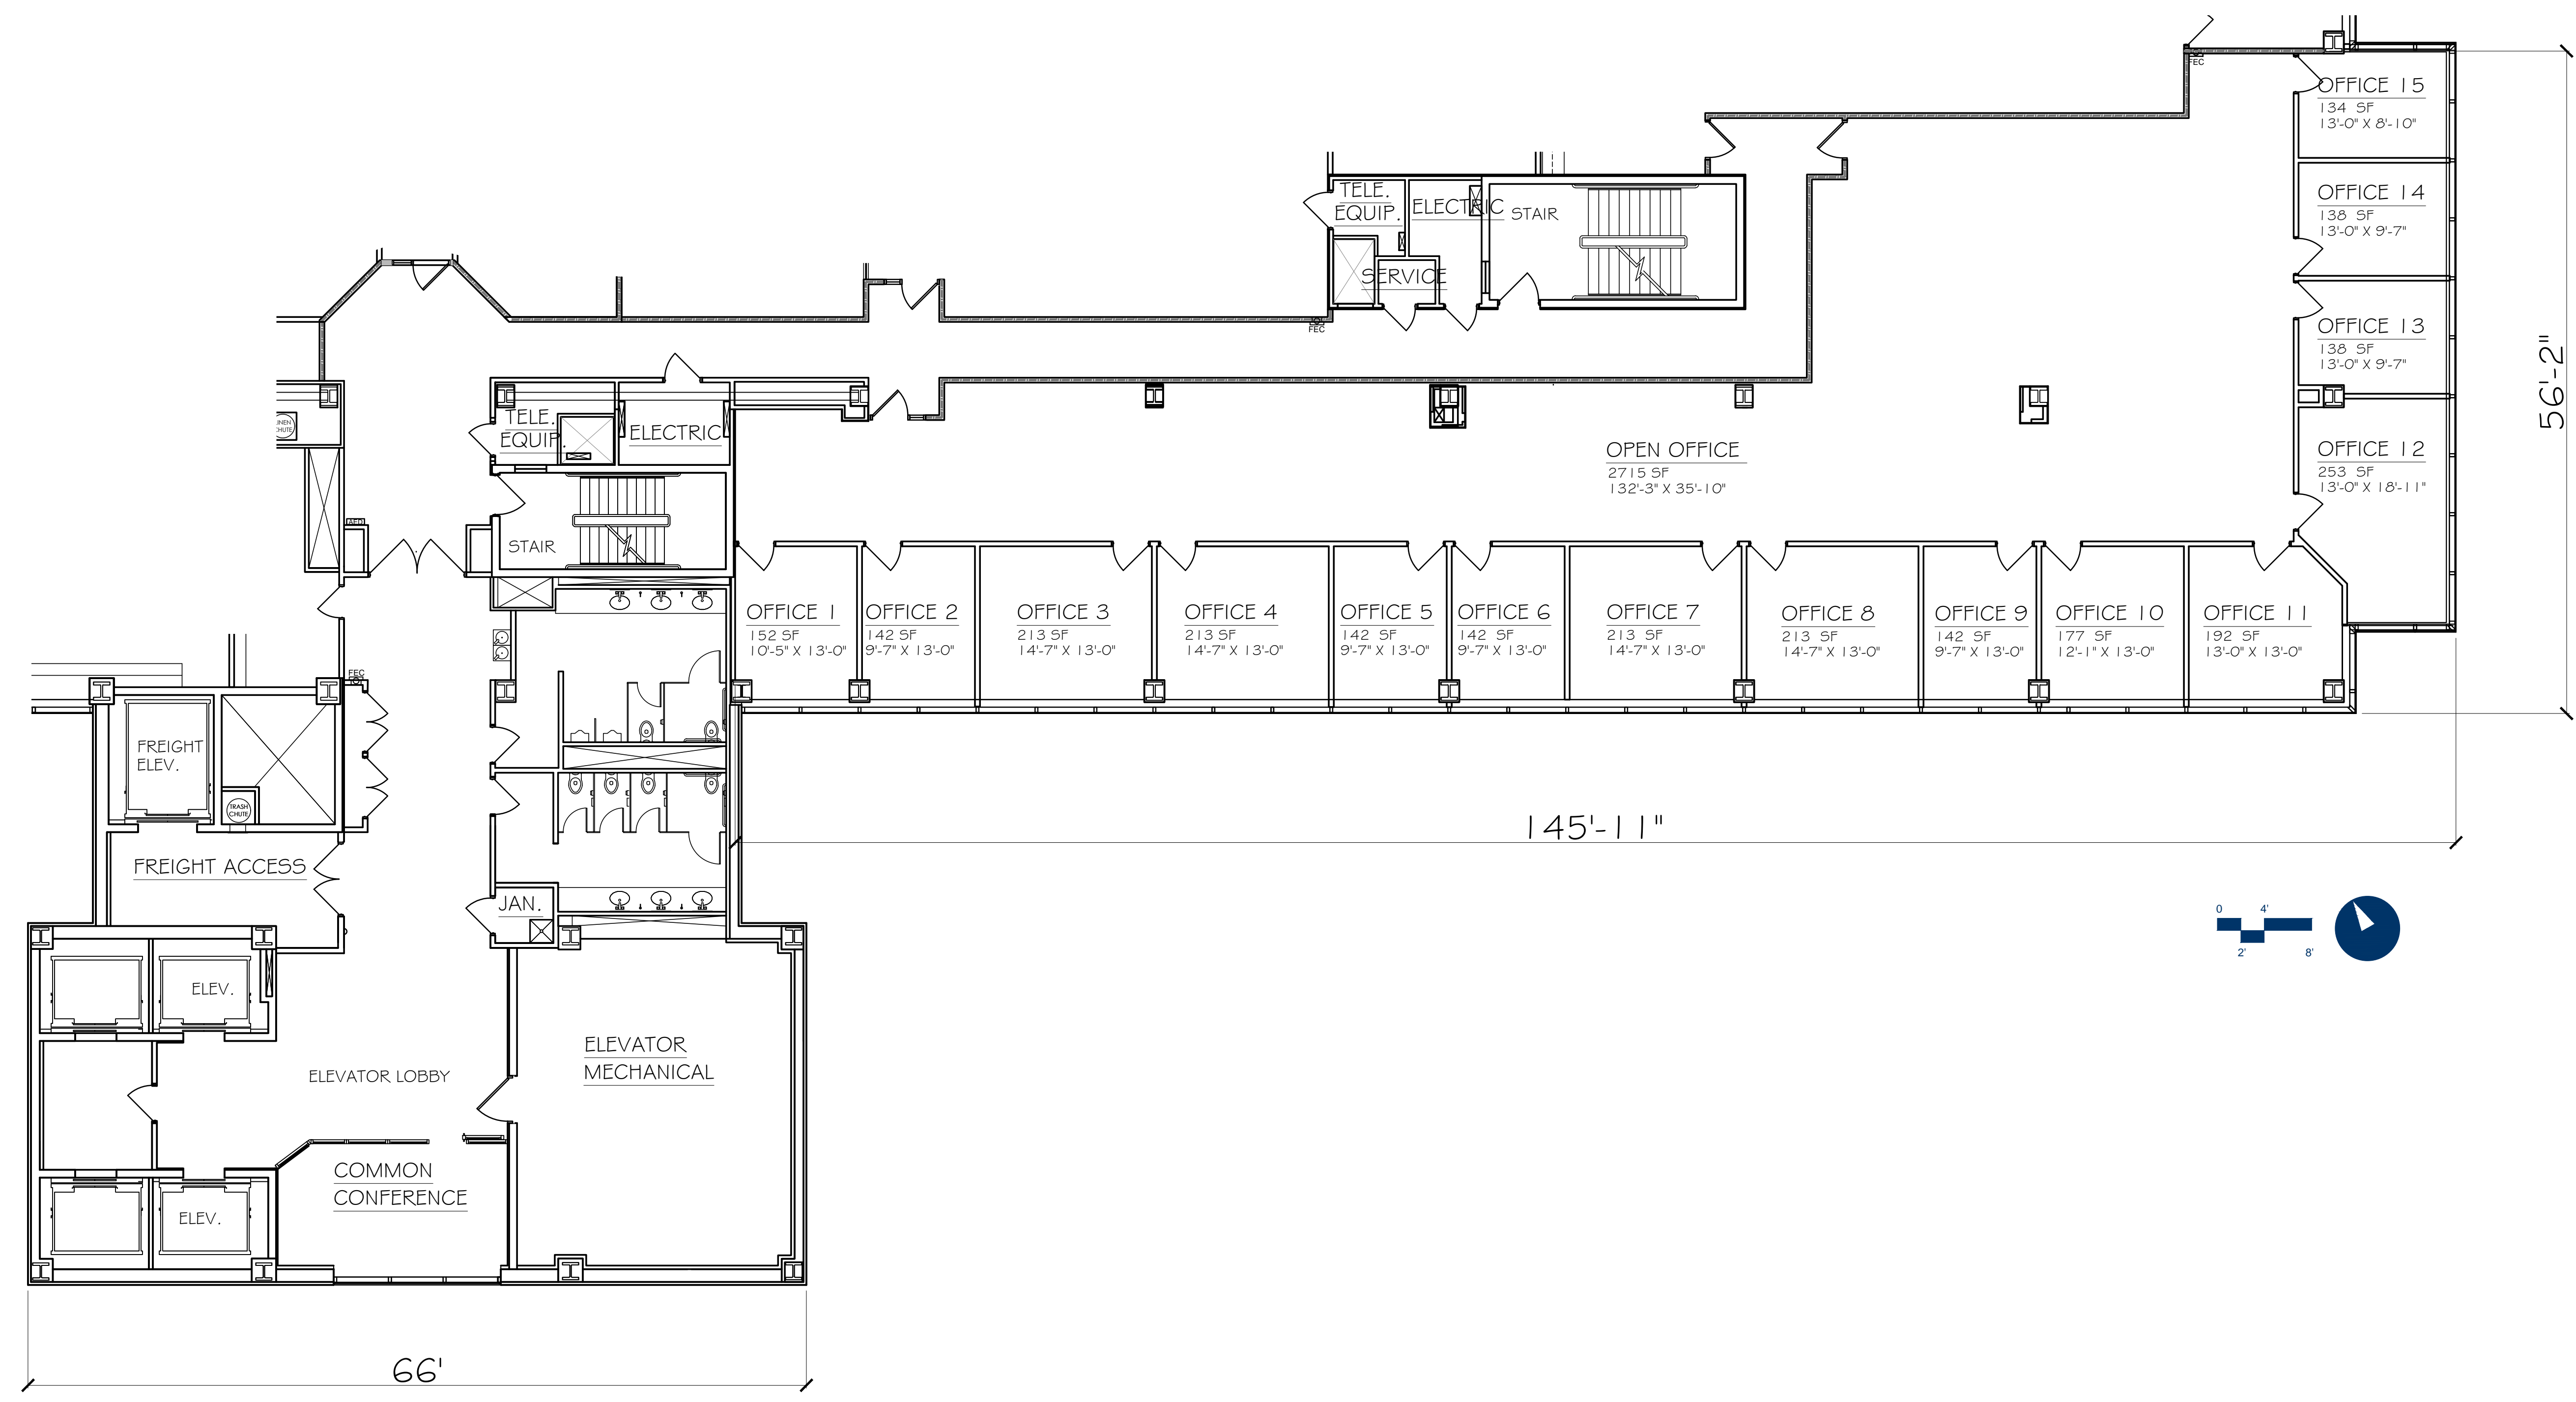 FEC
OFFICE 15
134 SF
13'-0" X 8'-10"
OFFICE 14
138 SF
13'-0" X 9'-7"
TELE.
EQUIP.
ELECTRIC
STAIR
SERVICE
FEC
OFFICE 13
138 SF
13'-0" X 9'-7"
56'-2"
CHUTE
TELE.
EQUIP.
ELECTRIC
OPEN OFFICE
2715 SF
132'-3" X 35'-10"
OFFICE 12
253 SF
13'-0" X 18'-11"
AED
STAIR
OFFICE 1
152 SF
10'-5" X 13'-0"
OFFICE 2
142 SF
9'-7" X 13'-0"
OFFICE 3
213 SF
14'-7" X 13'-0"
OFFICE 4
213 SF
14'-7" X 13'-0"
OFFICE 5
142 SF
9'-7" X 13'-0"
OFFICE 6
142 SF
9'-7" X 13'-0"
OFFICE 7
213 SF
14'-7" X 13'-0"
OFFICE 8
213 SF
14'-7" X 13'-0"
OFFICE 9
142 SF
9'-7" X 13'-0"
OFFICE 10
177 SF
12'-1" X 13'-0"
OFFICE 11
192 SF
13'-0" X 13'-0"
FEC
FREIGHT
ELEV.
TRASH
CHUTE
145'-11"
FREIGHT ACCESS
JAN.
0 4'
2' 8'
ELEV.
ELEVATOR
MECHANICAL
ELEVATOR LOBBY
COMMON
CONFERENCE
ELEV.
66'